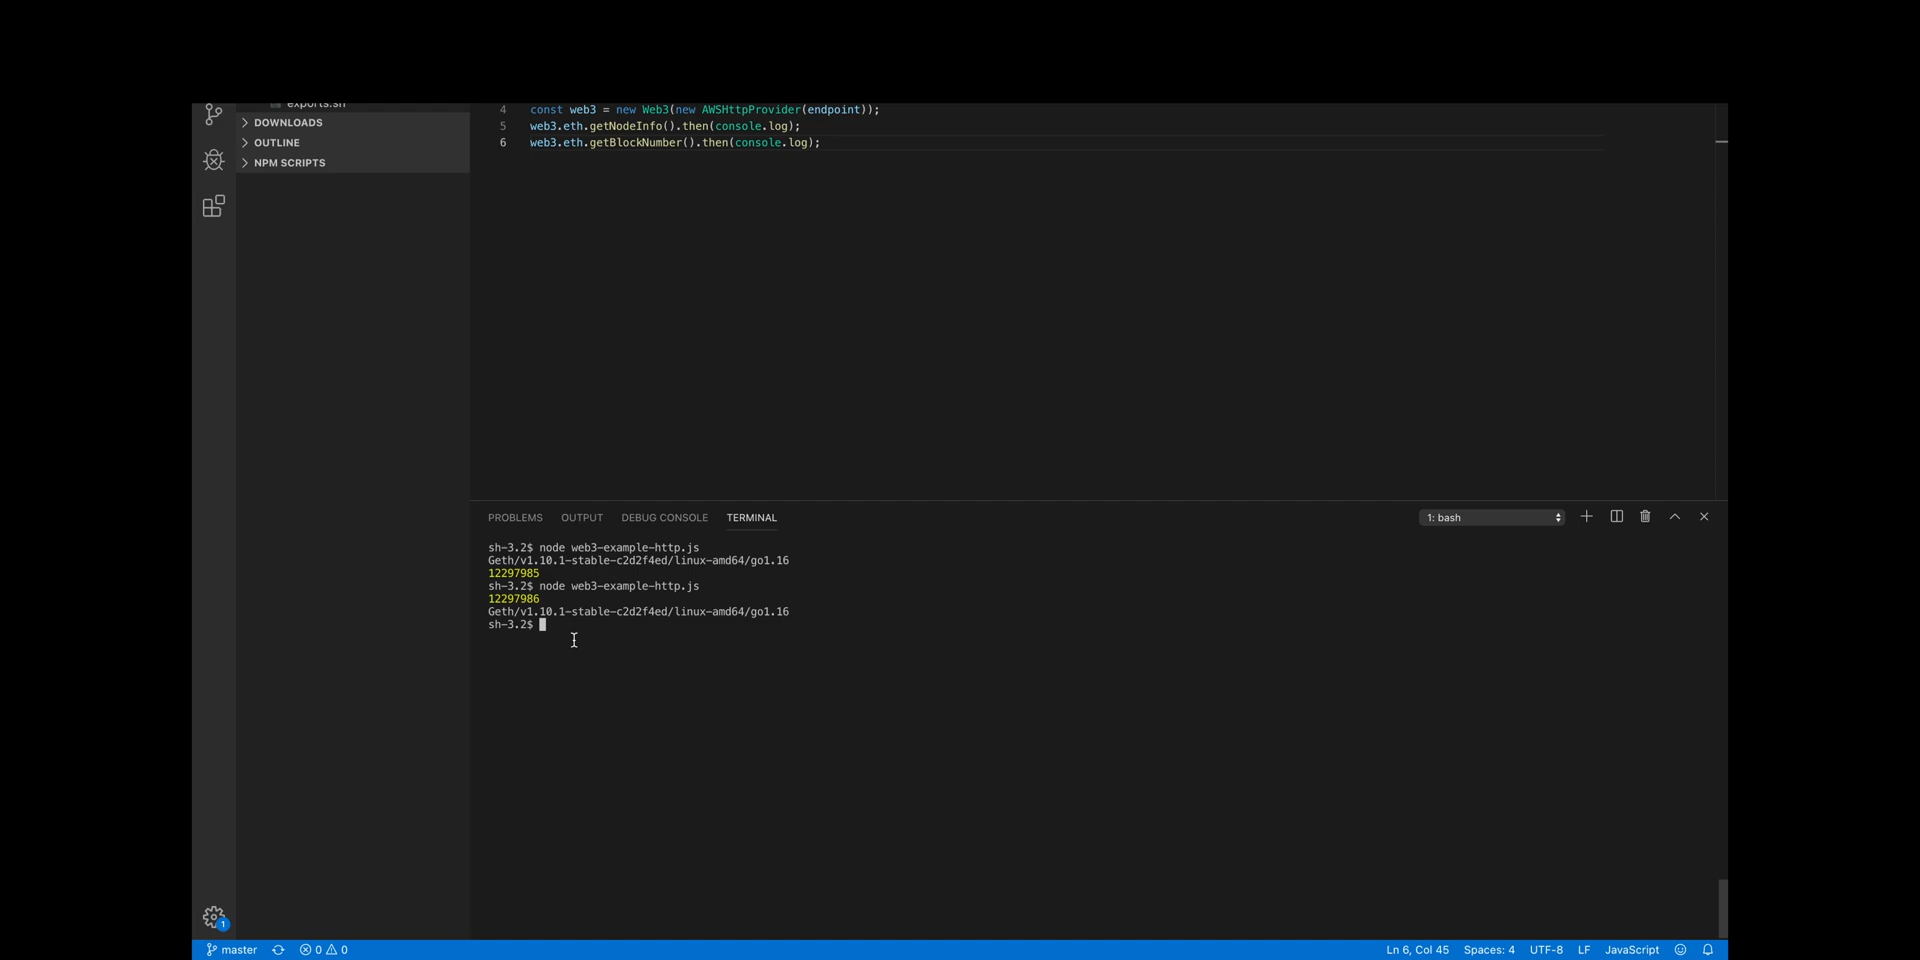 exports.sh
DOWNLOADS
OUTLINE
NPM SCRIPTS
4 const web3 = new Web3(new AWSHttpProvider(endpoint));
5 web3.eth.getNodeInfo().then(console.log);
6 web3.eth.getBlockNumber().then(console.log);
PROBLEMS OUTPUT DEBUG CONSOLE TERMINAL 1: bash
sh-3.2$ node web3-example-http.js
Geth/v1.10.1-stable-c2d2f4ed/linux-amd64/go1.16
12297985
sh-3.2$ node web3-example-http.js
12297986
Geth/v1.10.1-stable-c2d2f4ed/linux-amd64/go1.16
sh-3.2$
1
master 0 0 Ln 6, Col 45 Spaces: 4 UTF-8 LF JavaScript